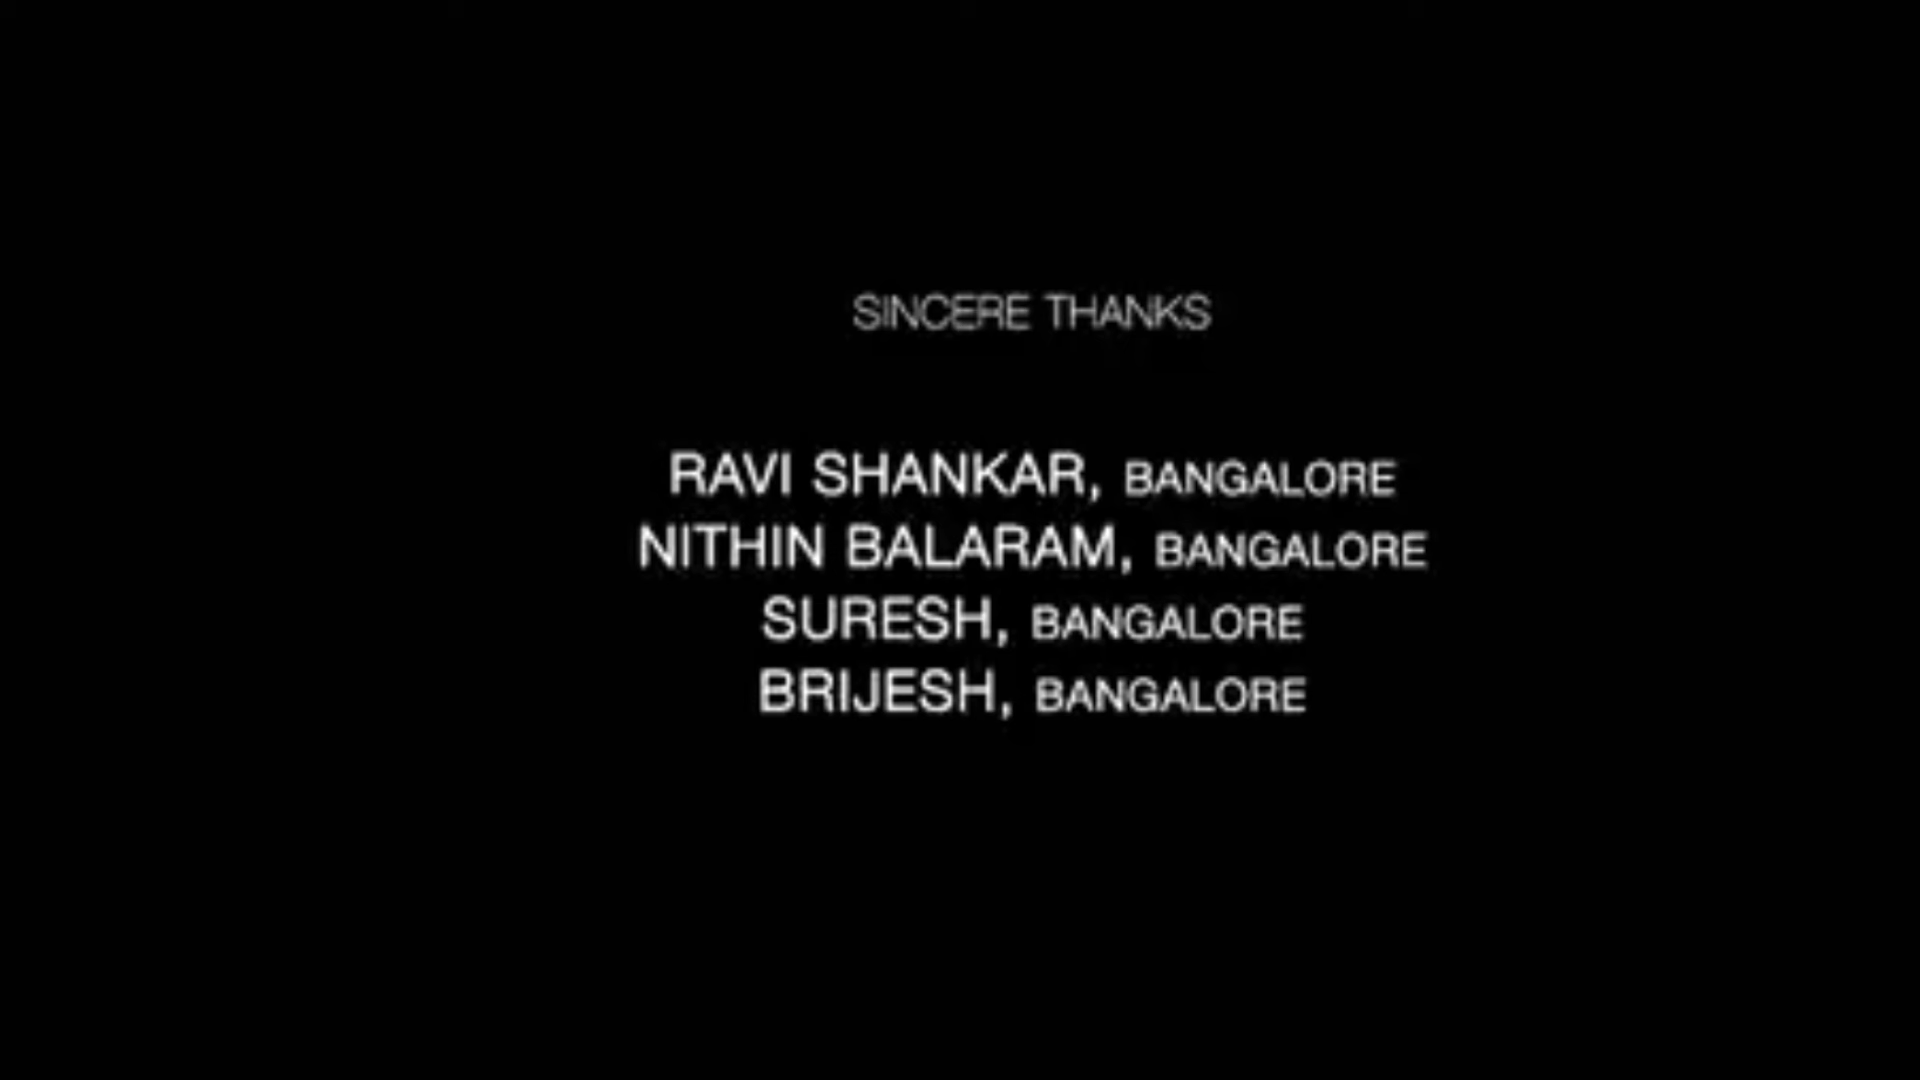 SINCERE THANKS
RAVI SHANKAR, BANGALORE
NITHIN BALARAM, BANGALORE
SURESH, BANGALORE
BRIJESH, BANGALORE